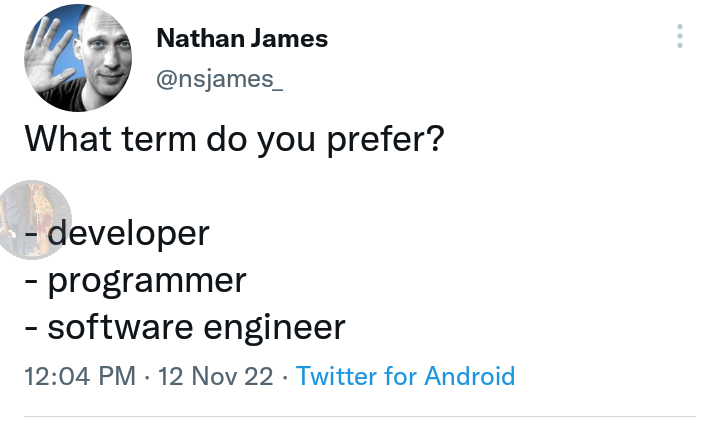 Nathan James
@nsjames_
What term do you prefer?
- developer
- programmer
- software engineer
12:04 PM · 12 Nov 22 · Twitter for Android